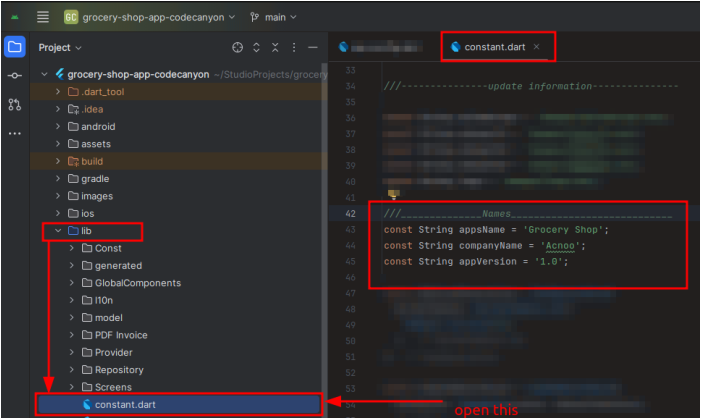 GC grocery-shop-app-codecanyon main
Project
constant.dart
grocery-shop-app-codecanyon ~/StudioProjects/grocery
.dart_tool
.idea
android
assets
build
gradle
images
ios
lib
Const
generated
GlobalComponents
l10n
model
PDF Invoice
Provider
Repository
Screens
constant.dart
33
34 ///---------------update information---------------
35
36
37
38
39
40
41
42 ///______________Names____________________________
43 const String appsName = 'Grocery Shop';
44 const String companyName = 'Acnoo';
45 const String appVersion = '1.0';
46
47
48
49
50
51
52
53
54
open this